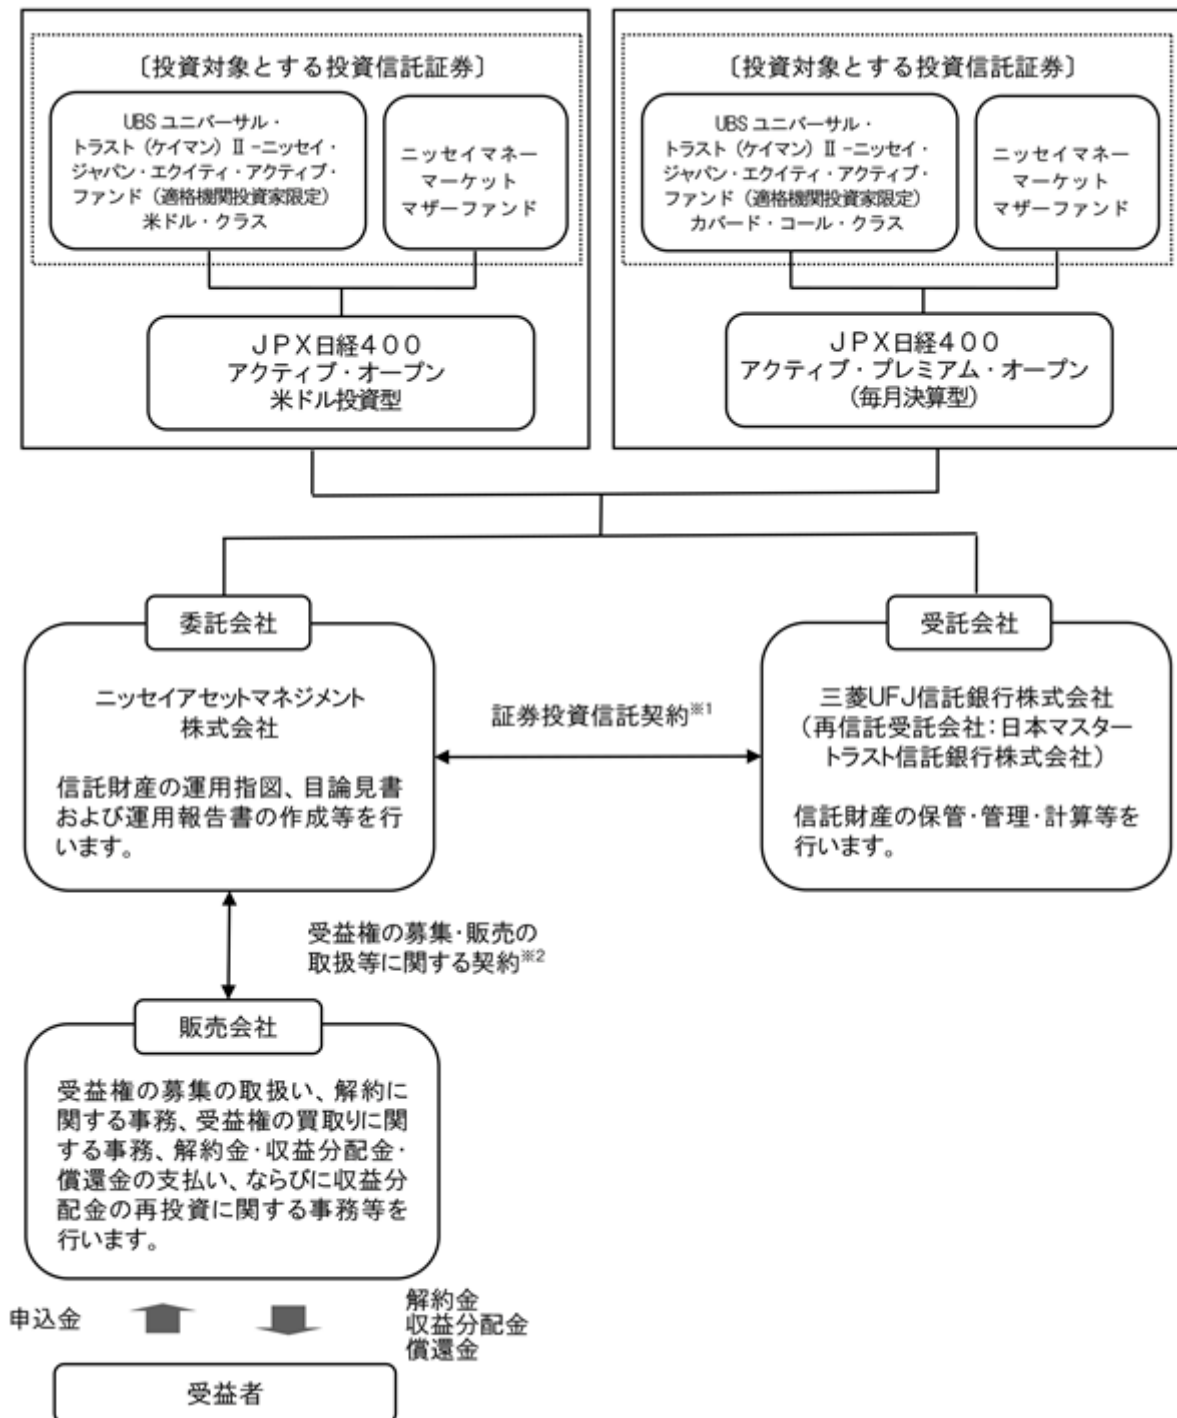 〔投資対象とする投資信託証券〕
UBS ユニバーサル・
トラスト（ケイマン）Ⅱ－ニッセイ・
ジャパン・エクイティ・アクティブ・
ファンド（適格機関投資家限定）
米ドル・クラス
ニッセイマネー
マーケット
マザーファンド
ＪＰＸ日経４００
アクティブ・オープン
米ドル投資型
〔投資対象とする投資信託証券〕
UBS ユニバーサル・
トラスト（ケイマン）Ⅱ－ニッセイ・
ジャパン・エクイティ・アクティブ・
ファンド（適格機関投資家限定）
カバード・コール・クラス
ニッセイマネー
マーケット
マザーファンド
ＪＰＸ日経４００
アクティブ・プレミアム・オープン
（毎月決算型）
委託会社
ニッセイアセットマネジメント
株式会社
信託財産の運用指図、目論見書
および運用報告書の作成等を行
います。
証券投資信託契約※1
受託会社
三菱UFJ信託銀行株式会社
（再信託受託会社：日本マスター
トラスト信託銀行株式会社）
信託財産の保管・管理・計算等を
行います。
受益権の募集・販売の
取扱等に関する契約※2
販売会社
受益権の募集の取扱い、解約に
関する事務、受益権の買取りに関
する事務、解約金・収益分配金・
償還金の支払い、ならびに収益分
配金の再投資に関する事務等を
行います。
申込金
解約金
収益分配金
償還金
受益者